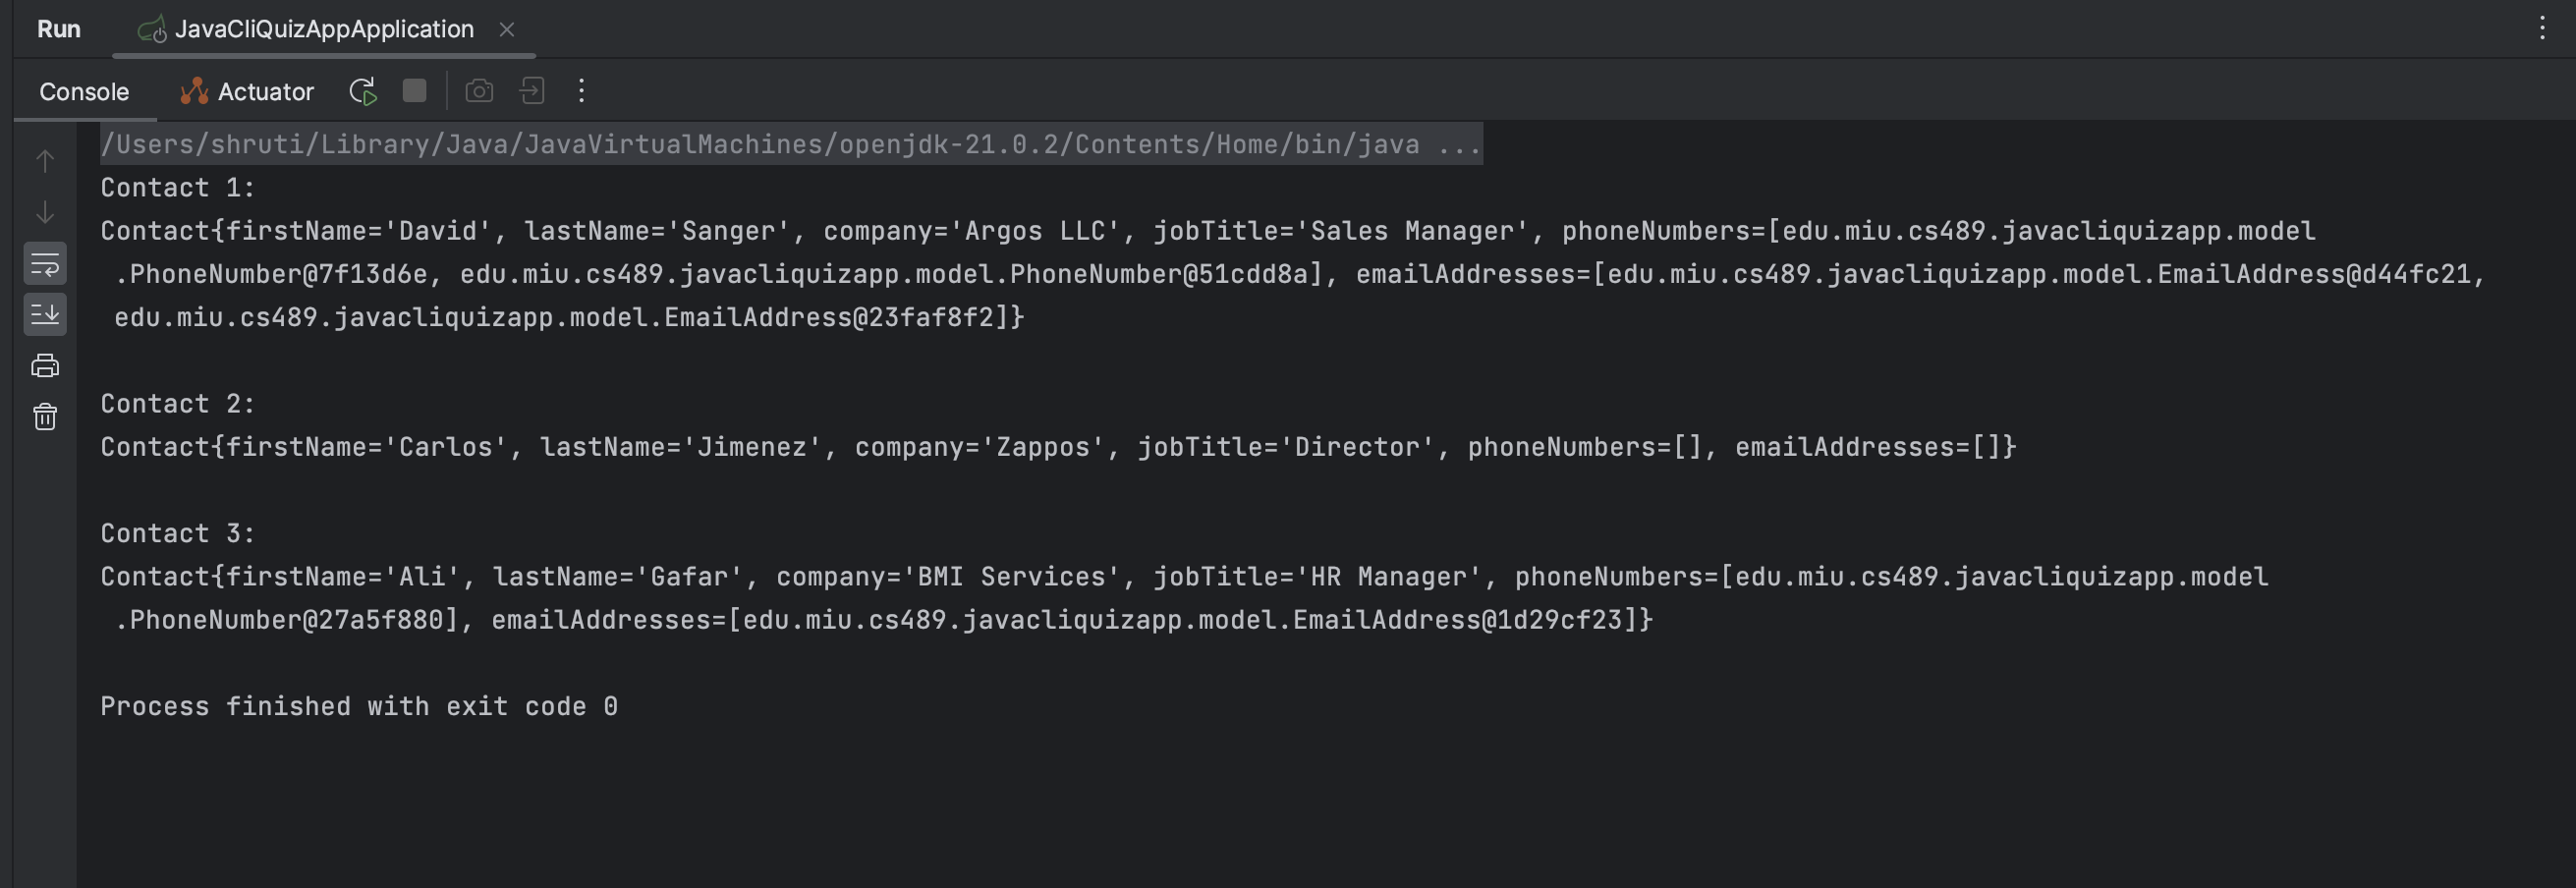 Run JavaCliQuizAppApplication
Console Actuator
/Users/shruti/Library/Java/JavaVirtualMachines/openjdk-21.0.2/Contents/Home/bin/java ...
Contact 1:
Contact{firstName='David', lastName='Sanger', company='Argos LLC', jobTitle='Sales Manager', phoneNumbers=[edu.miu.cs489.javacliquizapp.model
.PhoneNumber@7f13d6e, edu.miu.cs489.javacliquizapp.model.PhoneNumber@51cdd8a], emailAddresses=[edu.miu.cs489.javacliquizapp.model.EmailAddress@d44fc21,
edu.miu.cs489.javacliquizapp.model.EmailAddress@23faf8f2]}
Contact 2:
Contact{firstName='Carlos', lastName='Jimenez', company='Zappos', jobTitle='Director', phoneNumbers=[], emailAddresses=[]}
Contact 3:
Contact{firstName='Ali', lastName='Gafar', company='BMI Services', jobTitle='HR Manager', phoneNumbers=[edu.miu.cs489.javacliquizapp.model
.PhoneNumber@27a5f880], emailAddresses=[edu.miu.cs489.javacliquizapp.model.EmailAddress@1d29cf23]}
Process finished with exit code 0